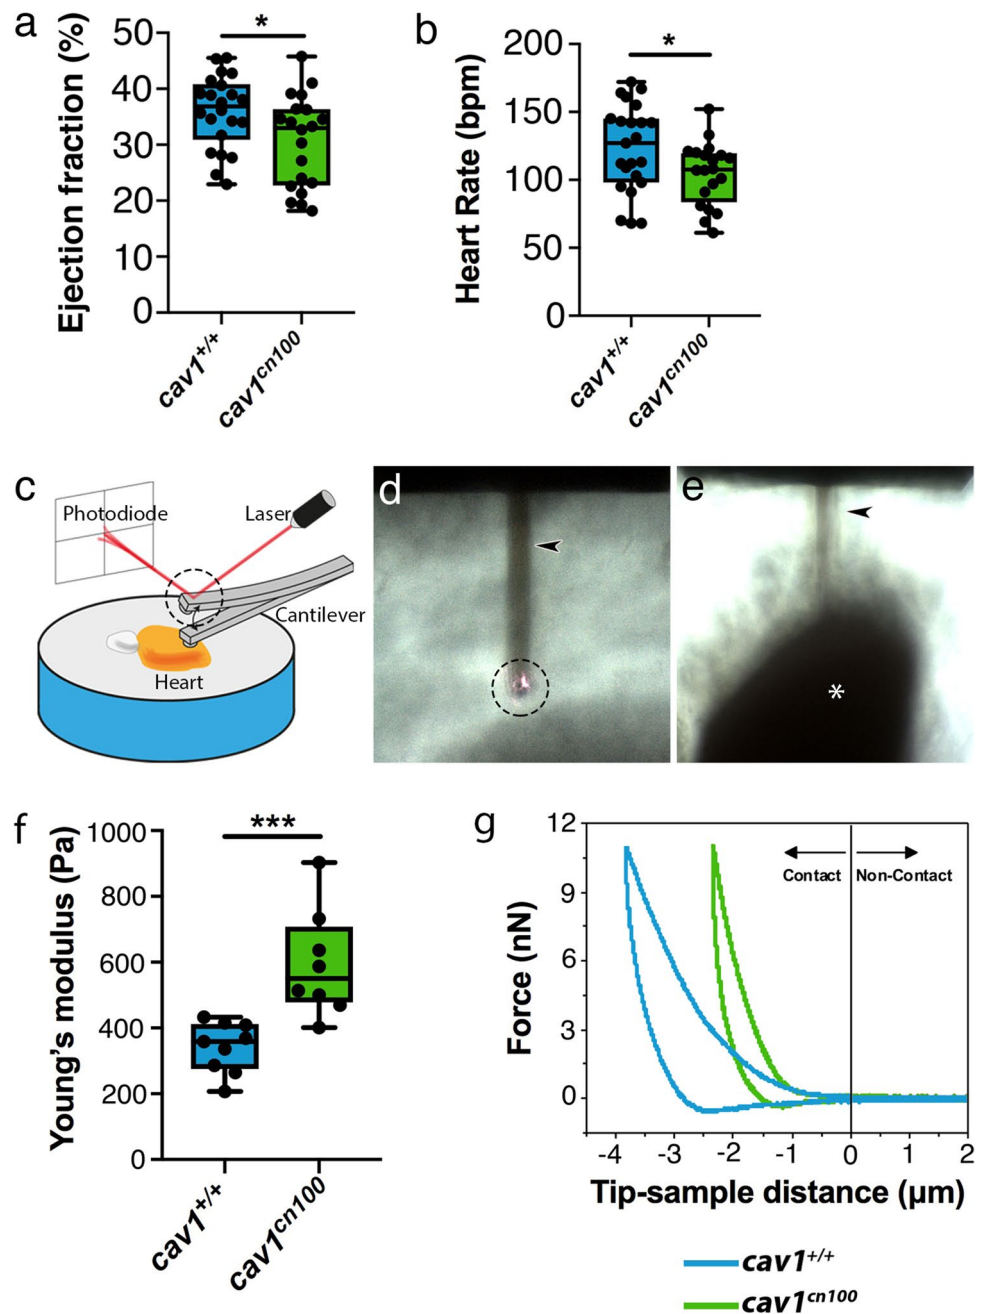 a
Ejection fraction (%)
50
40
30
20
10
0
*
cav1+/+
cav1cn100
b
Heart Rate (bpm)
200
150
100
50
0
*
cav1+/+
cav1cn100
c
Photodiode
Laser
Cantilever
Heart
d
e
*
f
Young's modulus (Pa)
1000
800
600
400
200
0
***
cav1+/+
cav1cn100
g
Force (nN)
12
9
6
3
0
Contact
Non-Contact
-4 -3 -2 -1 0 1 2
Tip-sample distance (µm)
cav1+/+
cav1cn100